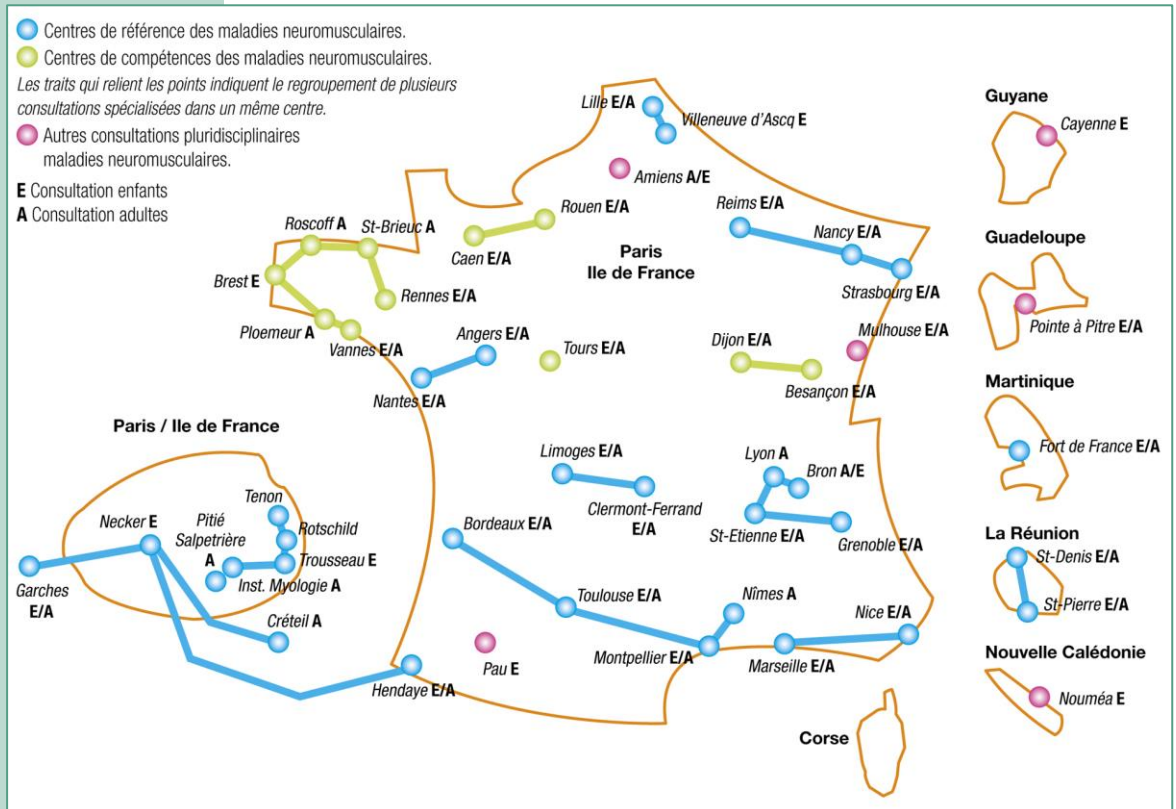 Centres de référence des maladies neuromusculaires.
Centres de compétences des maladies neuromusculaires.
Les traits qui relient les points indiquent le regroupement de plusieurs
consultations spécialisées dans un même centre.
Autres consultations pluridisciplinaires
maladies neuromusculaires.
E Consultation enfants
A Consultation adultes
Lille E/A
Villeneuve d'Ascq E
Amiens A/E
Rouen E/A
Caen E/A
Reims E/A
Nancy E/A
Strasbourg E/A
Paris
Ile de France
Roscoff A
St-Brieuc A
Brest E
Rennes E/A
Ploemeur A
Vannes E/A
Angers E/A
Nantes E/A
Tours E/A
Dijon E/A
Besançon E/A
Mulhouse E/A
Paris / Ile de France
Tenon
Necker E
Pitié
Salpetrière
A
Rotschild
Trousseau E
Inst. Myologie A
Garches
E/A
Créteil A
Limoges E/A
Clermont-Ferrand
E/A
Lyon A
Bron A/E
St-Etienne E/A
Grenoble E/A
Bordeaux E/A
Toulouse E/A
Nîmes A
Montpellier E/A
Marseille E/A
Nice E/A
Pau E
Hendaye E/A
Corse
Guyane
Cayenne E
Guadeloupe
Pointe à Pitre E/A
Martinique
Fort de France E/A
La Réunion
St-Denis E/A
St-Pierre E/A
Nouvelle Calédonie
Nouméa E